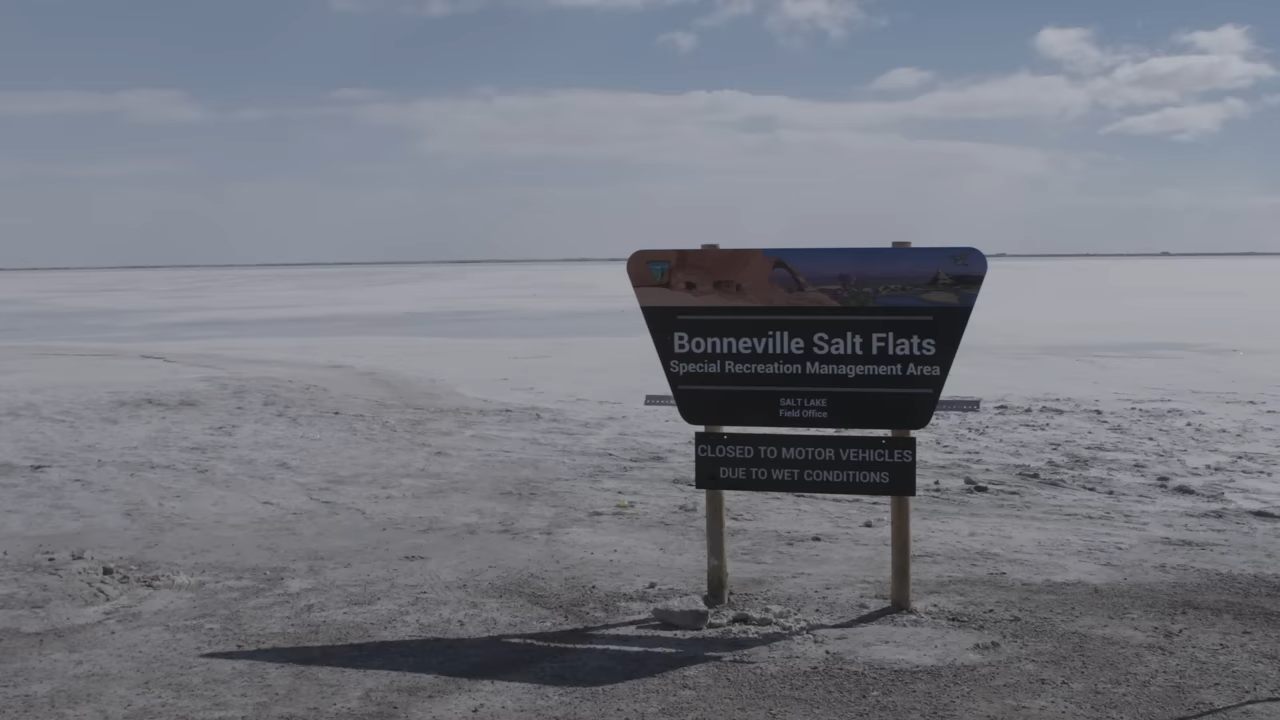 Bonneville Salt Flats
Special Recreation Management Area
SALT LAKE
Field Office
CLOSED TO MOTOR VEHICLES
DUE TO WET CONDITIONS